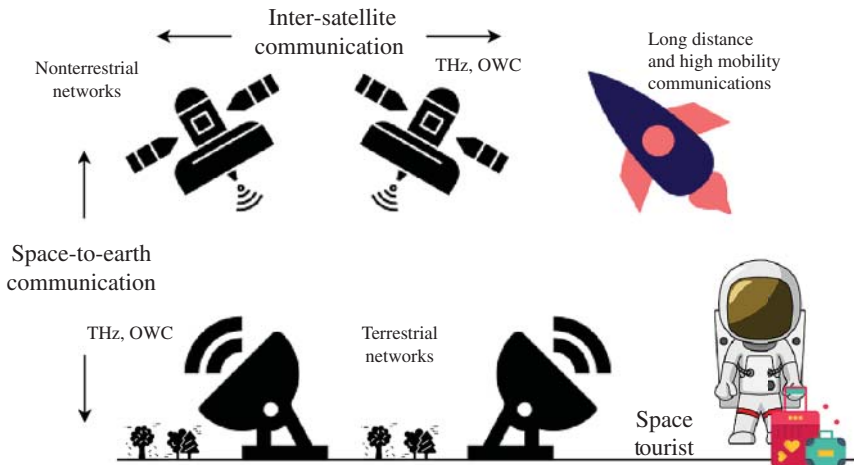 Inter-satellite
communication
Nonterrestrial
networks
THz, OWC
Long distance
and high mobility
communications
Space-to-earth
communication
THz, OWC
Terrestrial
networks
Space
tourist